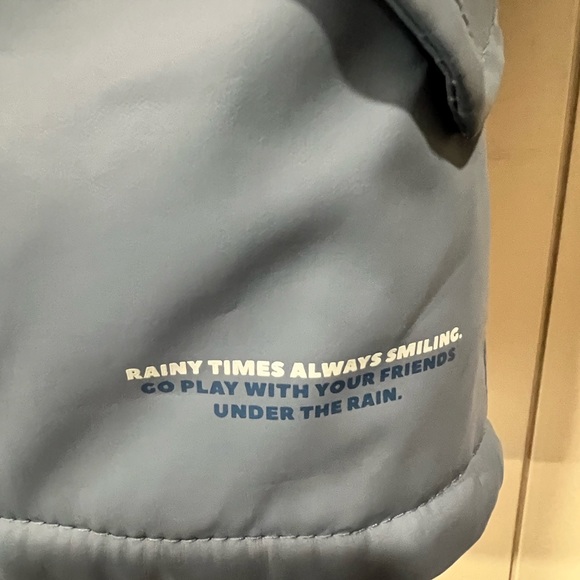 RAINY TIMES ALWAYS SMILING.
GO PLAY WITH YOUR FRIENDS
UNDER THE RAIN.